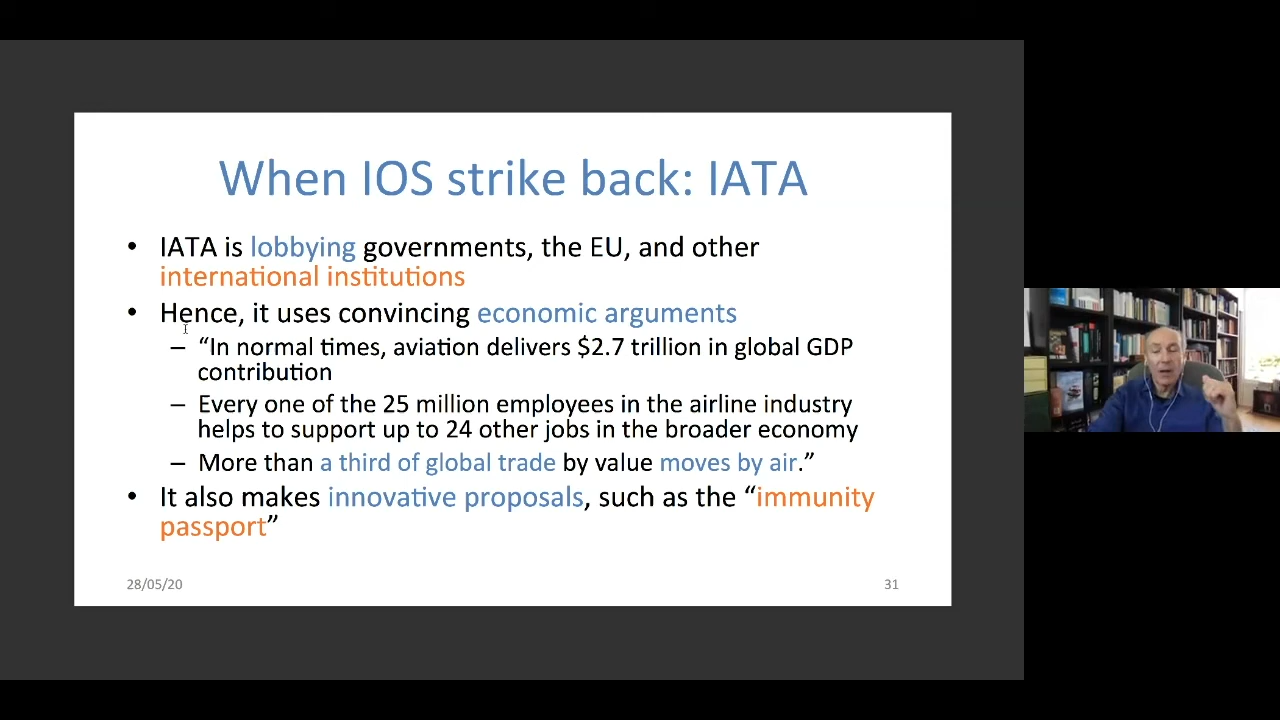 When IOS strike back: IATA
• IATA is lobbying governments, the EU, and other
international institutions
• Hence, it uses convincing economic arguments
– “In normal times, aviation delivers $2.7 trillion in global GDP
contribution
– Every one of the 25 million employees in the airline industry
helps to support up to 24 other jobs in the broader economy
– More than a third of global trade by value moves by air.”
• It also makes innovative proposals, such as the “immunity
passport”
28/05/20
31